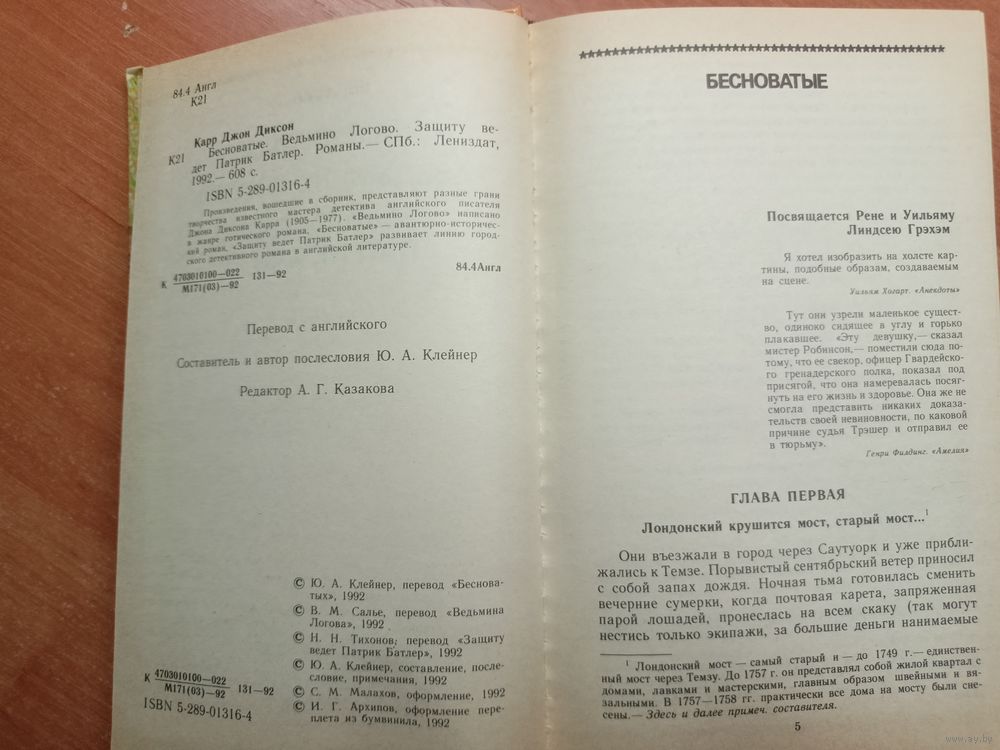 84.4 Англ
К21
Карр Джон Диксон
К21 Бесноватые. Ведьмино Логово. Защиту ве-
дет Патрик Батлер. Романы.— СПб.: Лениздат,
1992.— 608 с.
ISBN 5-289-01316-4
Произведения, вошедшие в сборник, представляют разные грани
творчества известного мастера детектива английского писателя
Джона Диксона Карра (1905—1977). «Ведьмино Логово» написано
в жанре готического романа, «Бесноватые» — авантюрно-историчес-
кий роман, «Защиту ведет Патрик Батлер» развивает линию город-
ского детективного романа в английской литературе.
К 4703010100—022 131—92
М171(03)—92
84.4Англ
Перевод с английского
Составитель и автор послесловия Ю. А. Клейнер
Редактор А. Г. Казакова
© Ю. А. Клейнер, перевод «Беснова-
тых», 1992
© В. М. Салье, перевод «Ведьмина
Логова», 1992
© Н. Н. Тихонов, перевод «Защиту
ведет Патрик Батлер», 1992
© Ю. А. Клейнер, составление, после-
словие, примечания, 1992
© С. М. Малахов, оформление, 1992
© И. Г. Архипов, оформление пере-
плета из бумвинила, 1992
К 4703010100—022 131—92
М171(03)—92
ISBN 5-289-01316-4
БЕСНОВАТЫЕ
Посвящается Рене и Уильяму
Линдсею Грэхэм
Я хотел изобразить на холсте кар-
тины, подобные образам, создаваемым
на сцене.
Уильям Хогарт. «Анекдоты»
Тут они узрели маленькое сущест-
во, одиноко сидящее в углу и горько
плакавшее. «Эту девушку,— сказал
мистер Робинсон,— поместили сюда по-
тому, что ее свекор, офицер Гвардейско-
го гренадерского полка, показал под
присягой, что она намеревалась посяг-
нуть на его жизнь и здоровье. Она же не
смогла представить никаких доказа-
тельств своей невиновности, по каковой
причине судья Трэшер и отправил ее
в тюрьму».
Генри Филдинг. «Амелия»
ГЛАВА ПЕРВАЯ
Лондонский крушится мост, старый мост...1
Они въезжали в город через Саутуорк и уже прибли-
жались к Темзе. Порывистый сентябрьский ветер приносил
с собой запах дождя. Ночная тьма готовилась сменить
вечерние сумерки, когда почтовая карета, запряженная
парой лошадей, пронеслась на всем скаку (так могут
нестись только экипажи, за большие деньги нанимаемые
1 Лондонский мост — самый старый и — до 1749 г.— единствен-
ный мост через Темзу. До 1757 г. он представлял собой жилой квартал с
домами, лавками и мастерскими, главным образом швейными и вя-
зальными. В 1757—1758 гг. практически все дома на мосту были сне-
сены.— Здесь и далее примеч. составителя.
5
www.ay.by